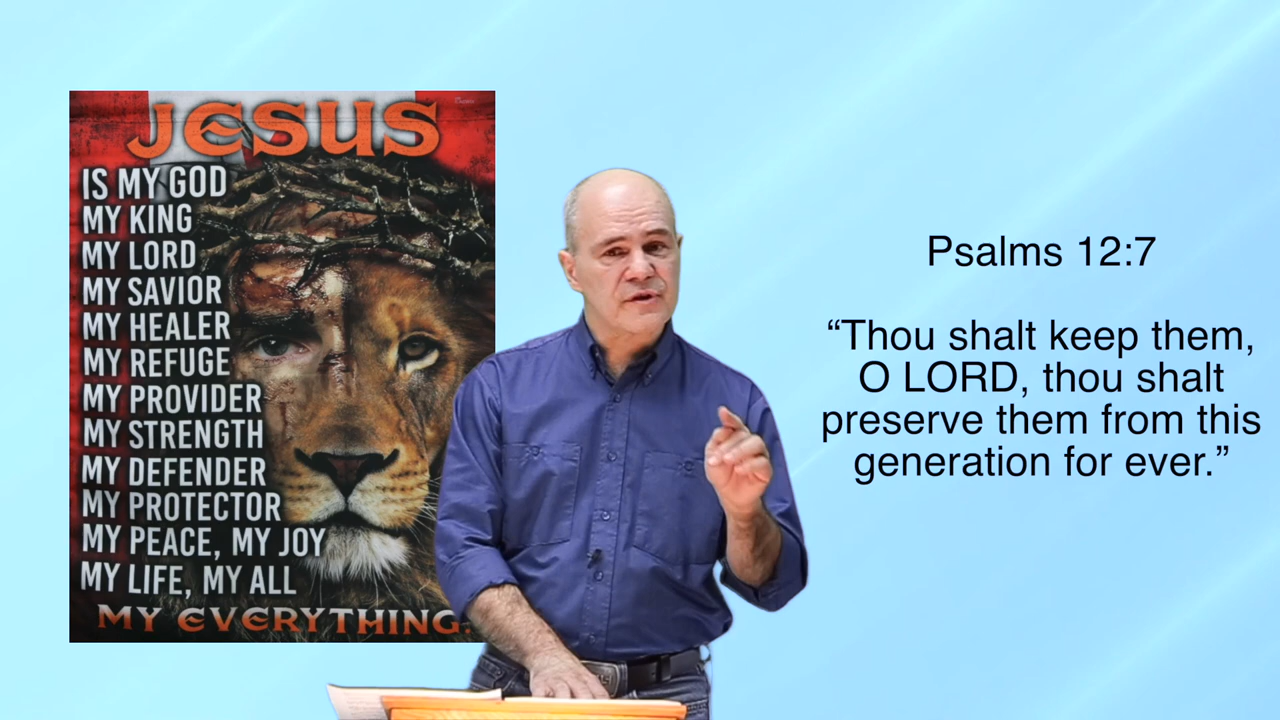 JESUS
IS MY GOD
MY KING
MY LORD
MY SAVIOR
MY HEALER
MY REFUGE
MY PROVIDER
MY STRENGTH
MY DEFENDER
MY PROTECTOR
MY PEACE, MY JOY
MY LIFE, MY ALL
MY EVERYTHING.
Psalms 12:7
“Thou shalt keep them,
O LORD, thou shalt
preserve them from this
generation for ever.”